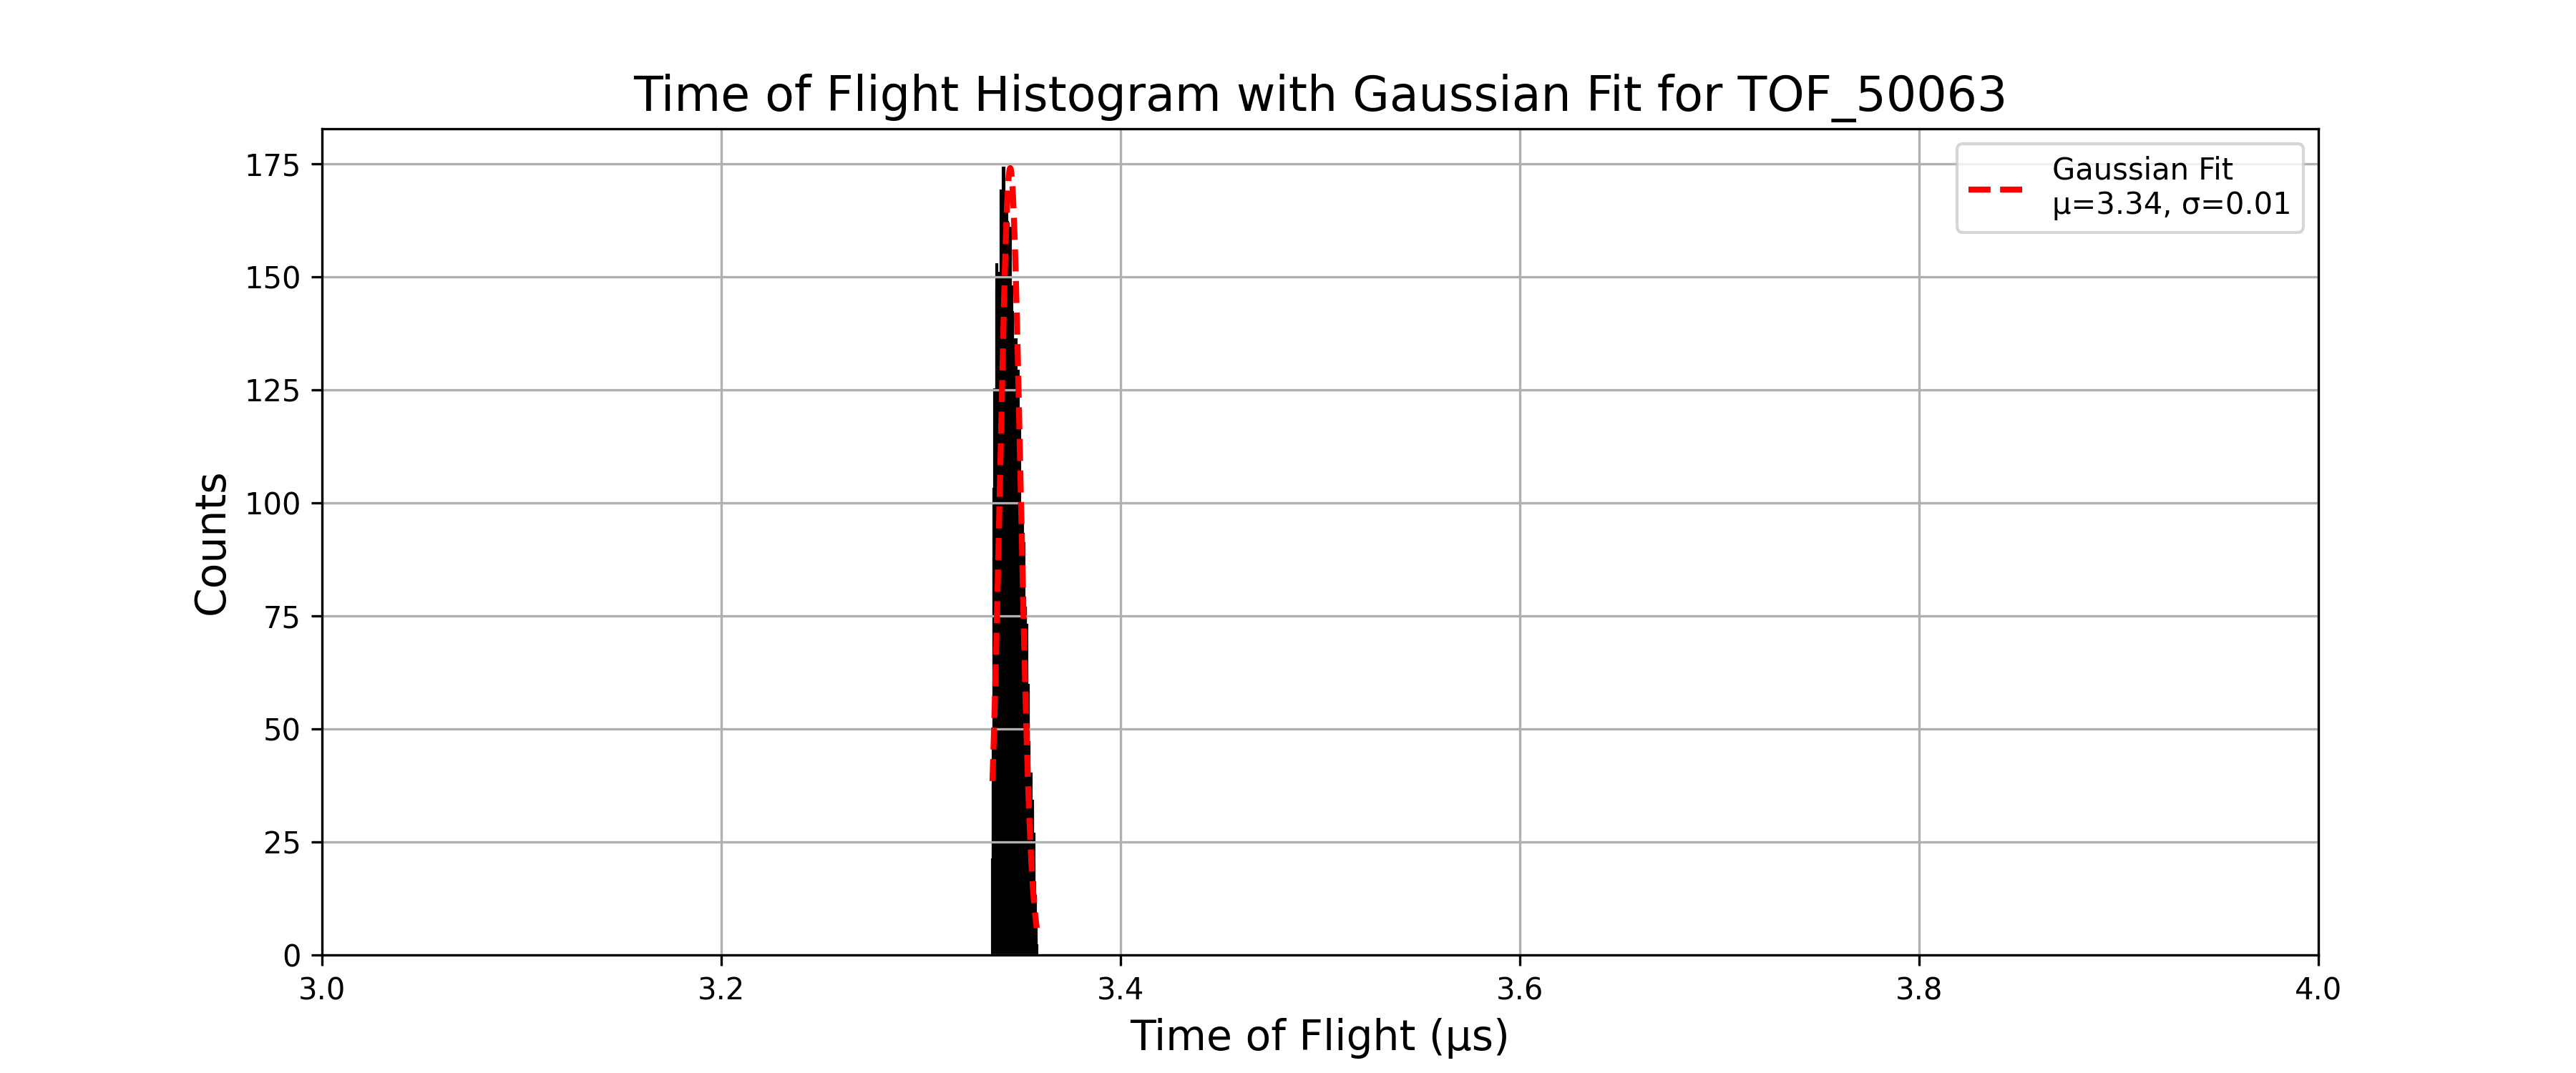 Time of Flight Histogram with Gaussian Fit for TOF_50063
Gaussian Fit
μ=3.34, σ=0.01
175
150
125
100
75
50
25
0
Counts
3.0
3.2
3.4
3.6
3.8
4.0
Time of Flight (μs)